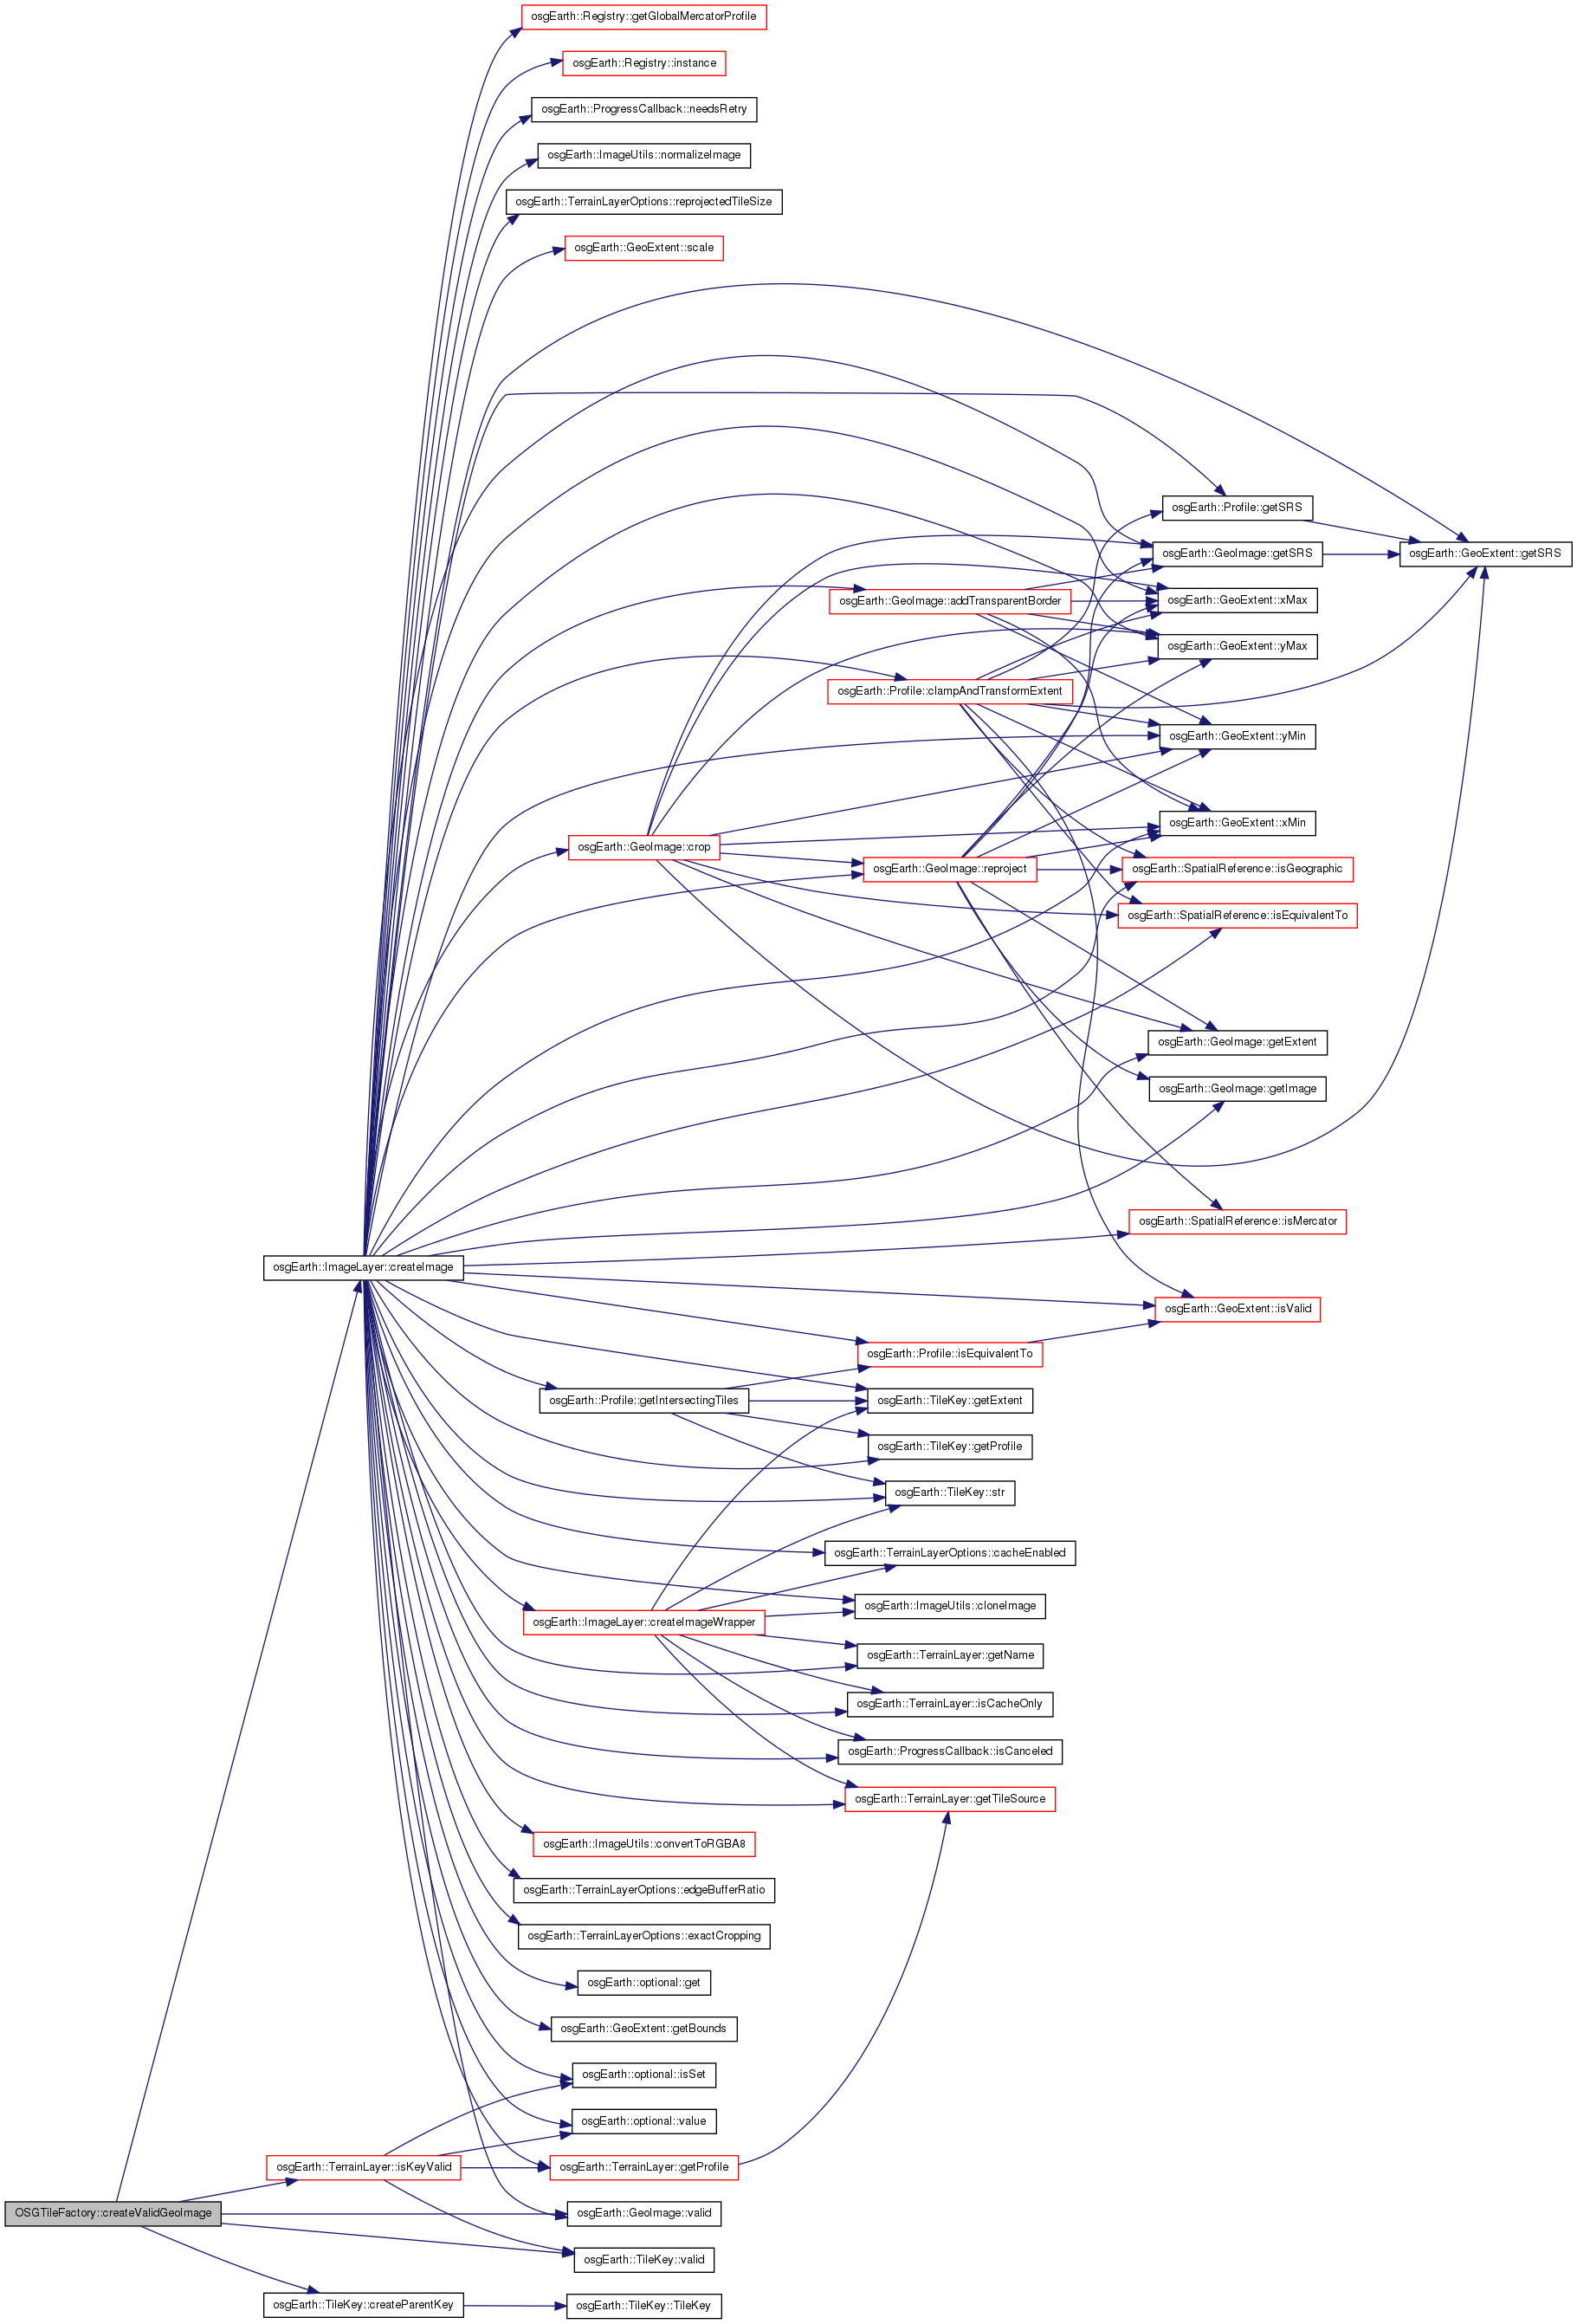 osgEarth::Registry::getGlobalMercatorProfile
osgEarth::Registry::instance
osgEarth::ProgressCallback::needsRetry
osgEarth::ImageUtils::normalizeImage
osgEarth::TerrainLayerOptions::reprojectedTileSize
osgEarth::GeoExtent::scale
osgEarth::Profile::getSRS
osgEarth::GeoImage::getSRS
osgEarth::GeoExtent::getSRS
osgEarth::GeoImage::addTransparentBorder
osgEarth::GeoExtent::xMax
osgEarth::GeoExtent::yMax
osgEarth::Profile::clampAndTransformExtent
osgEarth::GeoExtent::yMin
osgEarth::GeoExtent::xMin
osgEarth::GeoImage::crop
osgEarth::GeoImage::reproject
osgEarth::SpatialReference::isGeographic
osgEarth::SpatialReference::isEquivalentTo
osgEarth::GeoImage::getExtent
osgEarth::GeoImage::getImage
osgEarth::SpatialReference::isMercator
osgEarth::ImageLayer::createImage
osgEarth::GeoExtent::isValid
osgEarth::Profile::isEquivalentTo
osgEarth::Profile::getIntersectingTiles
osgEarth::TileKey::getExtent
osgEarth::TileKey::getProfile
osgEarth::TileKey::str
osgEarth::TerrainLayerOptions::cacheEnabled
osgEarth::ImageUtils::cloneImage
osgEarth::ImageLayer::createImageWrapper
osgEarth::TerrainLayer::getName
osgEarth::TerrainLayer::isCacheOnly
osgEarth::ProgressCallback::isCanceled
osgEarth::TerrainLayer::getTileSource
osgEarth::ImageUtils::convertToRGBA8
osgEarth::TerrainLayerOptions::edgeBufferRatio
osgEarth::TerrainLayerOptions::exactCropping
osgEarth::optional::get
osgEarth::GeoExtent::getBounds
osgEarth::optional::isSet
osgEarth::optional::value
osgEarth::TerrainLayer::isKeyValid
osgEarth::TerrainLayer::getProfile
OSGTileFactory::createValidGeoImage
osgEarth::GeoImage::valid
osgEarth::TileKey::valid
osgEarth::TileKey::createParentKey
osgEarth::TileKey::TileKey